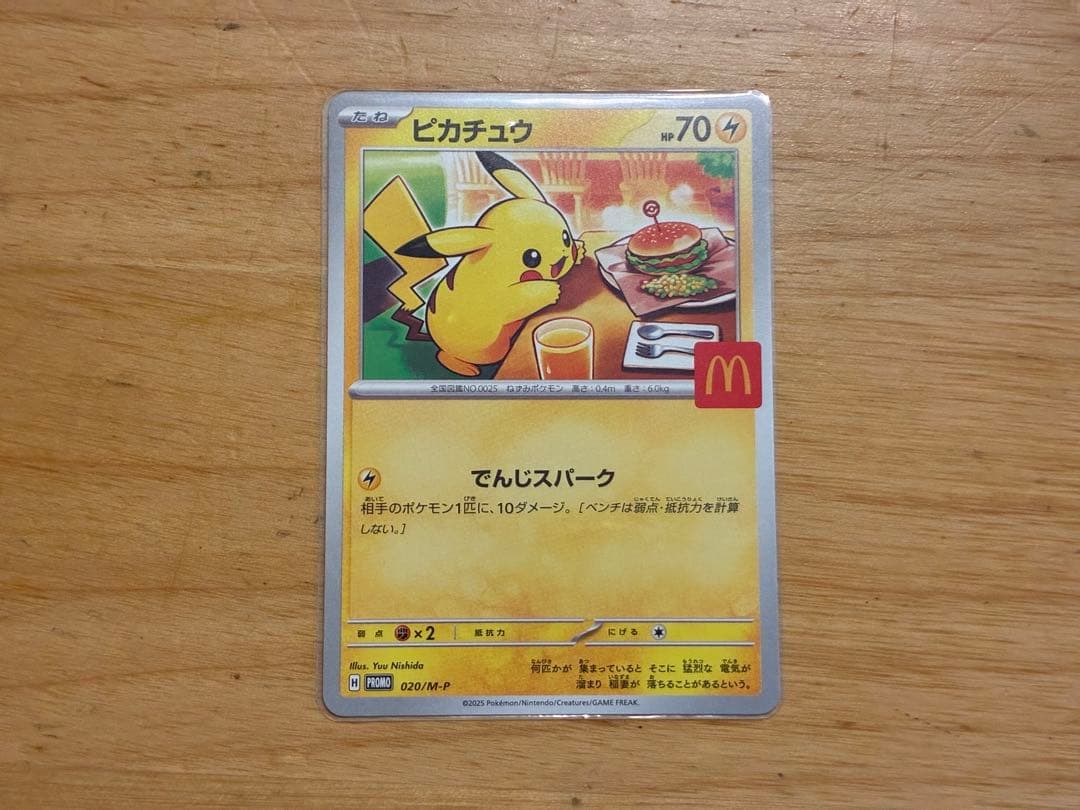 たね
ピカチュウ
HP70
全国図鑑NO.0025 ねずみポケモン 高さ:0.4m 重さ:6.0kg
でんじスパーク
相手のポケモン1匹に、10ダメージ。[ベンチは弱点・抵抗力を計算
しない。]
弱点 ×2 抵抗力 にげる
Illus. Yuu Nishida
何匹かが 集まっていると そこに 猛烈な 電気が
溜まり 稲妻が 落ちることがあるという。
H PROMO 020/M-P
©2025 Pokémon/Nintendo/Creatures/GAME FREAK.